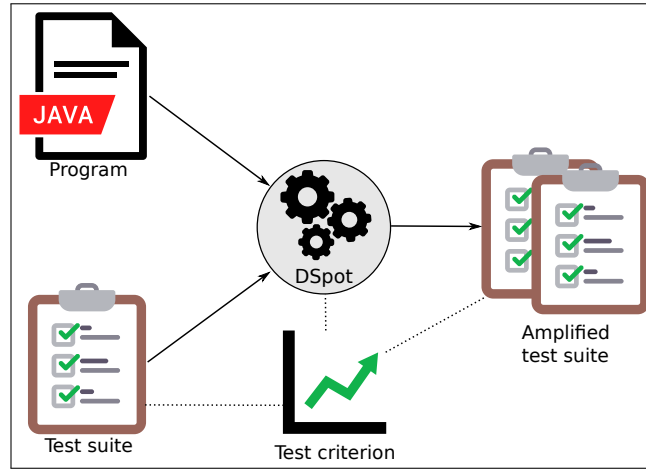 JAVA
Program
DSpot
Amplified
test suite
Test suite
Test criterion